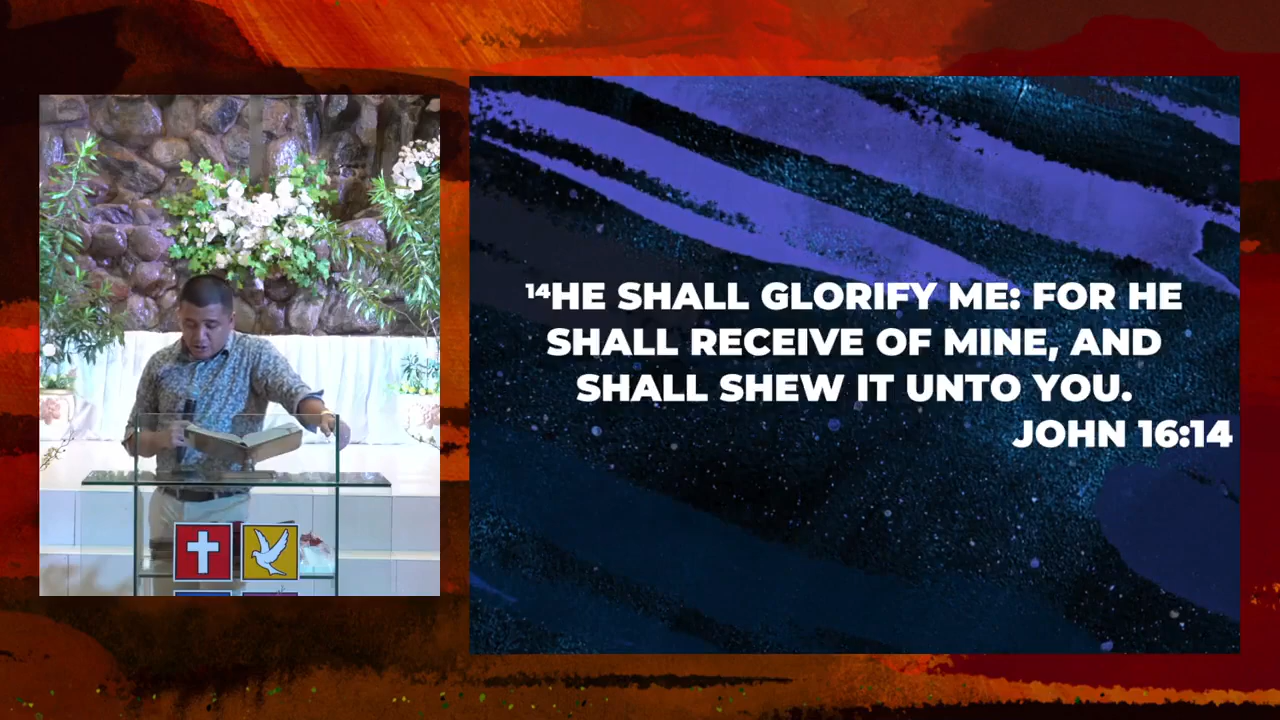 ¹⁴HE SHALL GLORIFY ME: FOR HE
SHALL RECEIVE OF MINE, AND
SHALL SHEW IT UNTO YOU.
JOHN 16:14